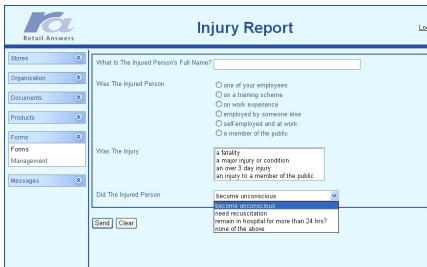 ra
Retail Answers
Injury Report
Stores
Organisation
Documents
Products
Forms
Forms
Management
Messages
What Is The Injured Person's Full Name?
Was The Injured Person
one of your employees
on a training scheme
on work experience
employed by someone else
self-employed and at work
a member of the public
Was The Injury
a fatality
a major injury or condition
an over 3 day injury
an injury to a member of the public
Did The Injured Person
become unconscious
become unconscious
need recuscitation
remain in hospital for more than 24 hrs?
none of the above
Send Clear